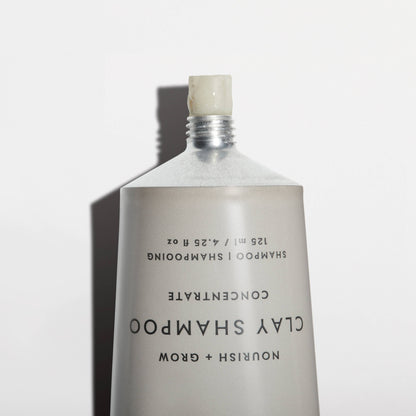 NOURISH + GROW
CLAY SHAMPOO
CONCENTRATE
SHAMPOO | SHAMPOOING
125 ml / 4.25 fl oz